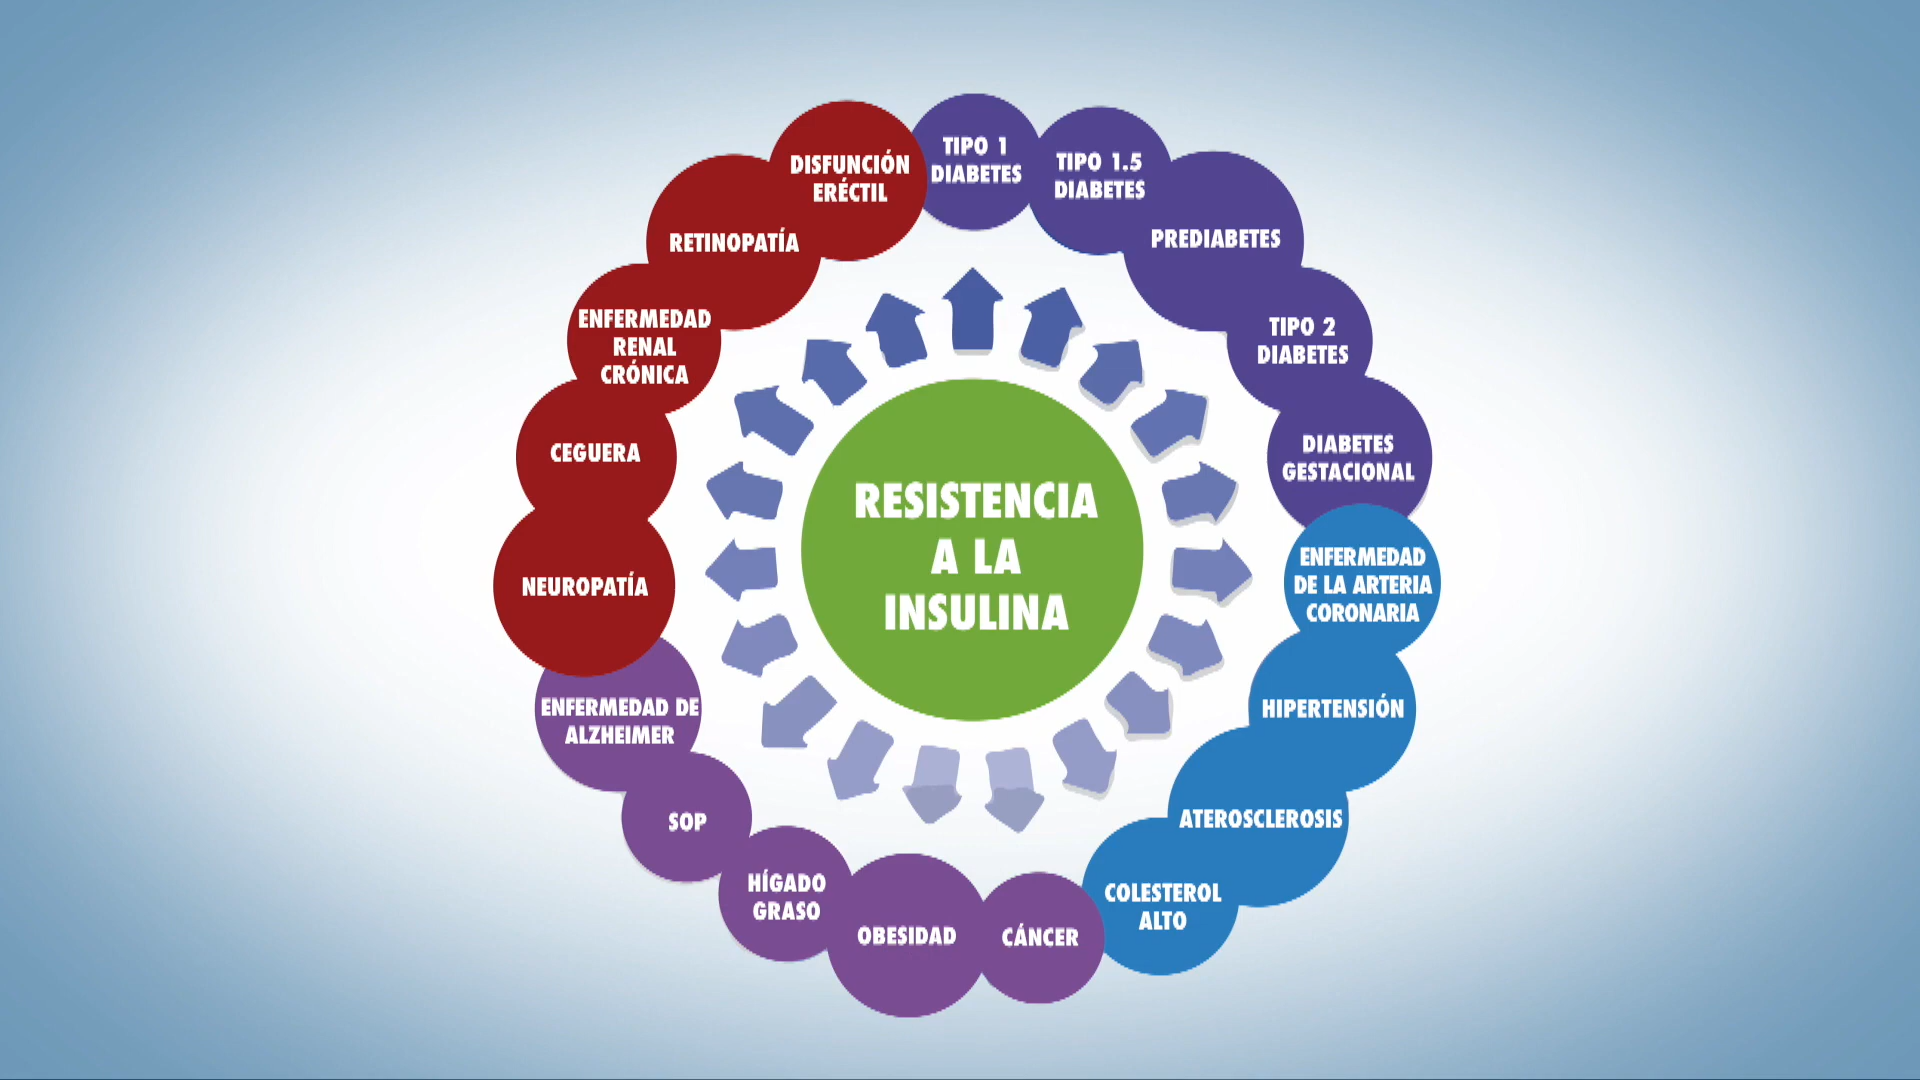 RESISTENCIA
A LA
INSULINA
TIPO 1
DIABETES
TIPO 1.5
DIABETES
PREDIABETES
TIPO 2
DIABETES
DIABETES
GESTACIONAL
ENFERMEDAD
DE LA ARTERIA
CORONARIA
HIPERTENSIÓN
ATEROSCLEROSIS
COLESTEROL
ALTO
CÁNCER
OBESIDAD
HÍGADO
GRASO
SOP
ENFERMEDAD DE
ALZHEIMER
NEUROPATÍA
CEGUERA
ENFERMEDAD
RENAL
CRÓNICA
RETINOPATÍA
DISFUNCIÓN
ERÉCTIL